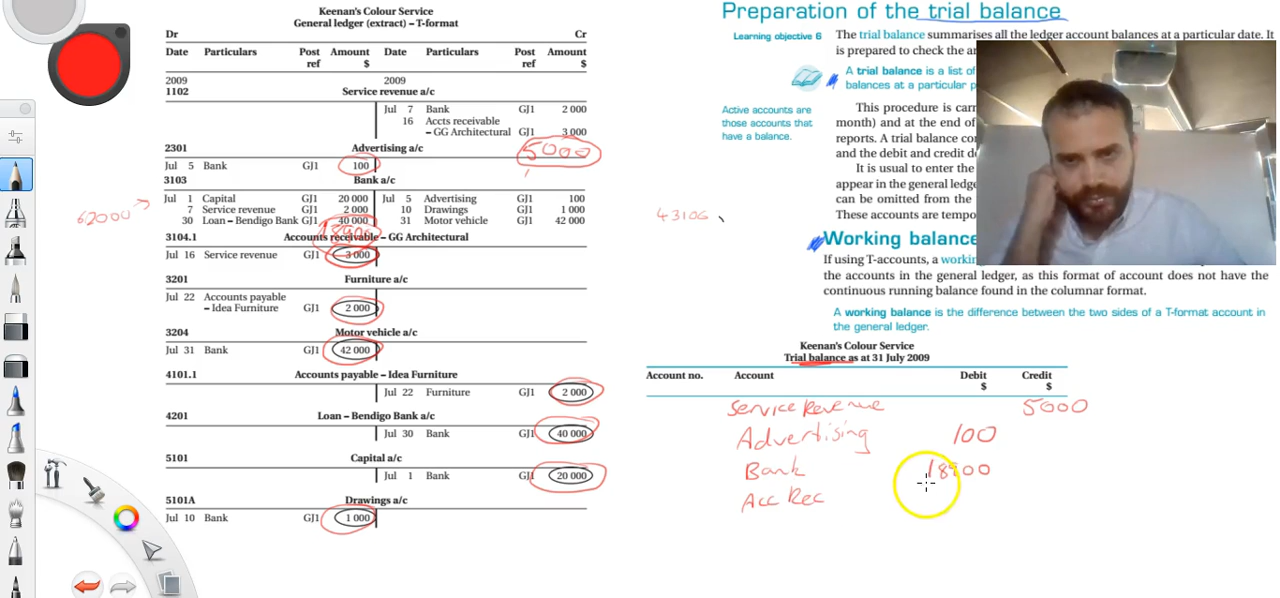 Keenan's Colour Service
General ledger (extract) – T-format
Dr Cr
Date Particulars Post ref Amount $ Date Particulars Post ref Amount $
2009 2009
1102 Service revenue a/c
Jul 7 Bank GJ1 2 000
16 Accts receivable
– GG Architectural GJ1 3 000
5000
2301 Advertising a/c
Jul 5 Bank GJ1 100
3103 Bank a/c
Jul 1 Capital GJ1 20 000 Jul 5 Advertising GJ1 100
7 Service revenue GJ1 2 000 10 Drawings GJ1 1 000
30 Loan – Bendigo Bank GJ1 40 000 31 Motor vehicle GJ1 42 000
62000
43100
18900
3104.1 Accounts receivable – GG Architectural
Jul 16 Service revenue GJ1 3 000
3201 Furniture a/c
Jul 22 Accounts payable
– Idea Furniture GJ1 2 000
3204 Motor vehicle a/c
Jul 31 Bank GJ1 42 000
4101.1 Accounts payable – Idea Furniture
Jul 22 Furniture GJ1 2 000
4201 Loan – Bendigo Bank a/c
Jul 30 Bank GJ1 40 000
5101 Capital a/c
Jul 1 Bank GJ1 20 000
5101A Drawings a/c
Jul 10 Bank GJ1 1 000
Preparation of the trial balance
Learning objective 6
The trial balance summarises all the ledger account balances at a particular date. It
is prepared to check the
A trial balance is a list of
balances at a particular
Active accounts are
those accounts that
have a balance.
This procedure is
month) and at the end of
reports. A trial balance
and the debit and credit
It is usual to enter the
appear in the general
can be omitted from the
These accounts are
Working balance
If using T-accounts, a
the accounts in the general ledger, as this format of account does not have the
continuous running balance found in the columnar format.
A working balance is the difference between the two sides of a T-format account in
the general ledger.
Keenan's Colour Service
Trial balance as at 31 July 2009
Account no. Account Debit $ Credit $
Service Revenue 5000
Advertising 100
Bank 18900
Acc Rec